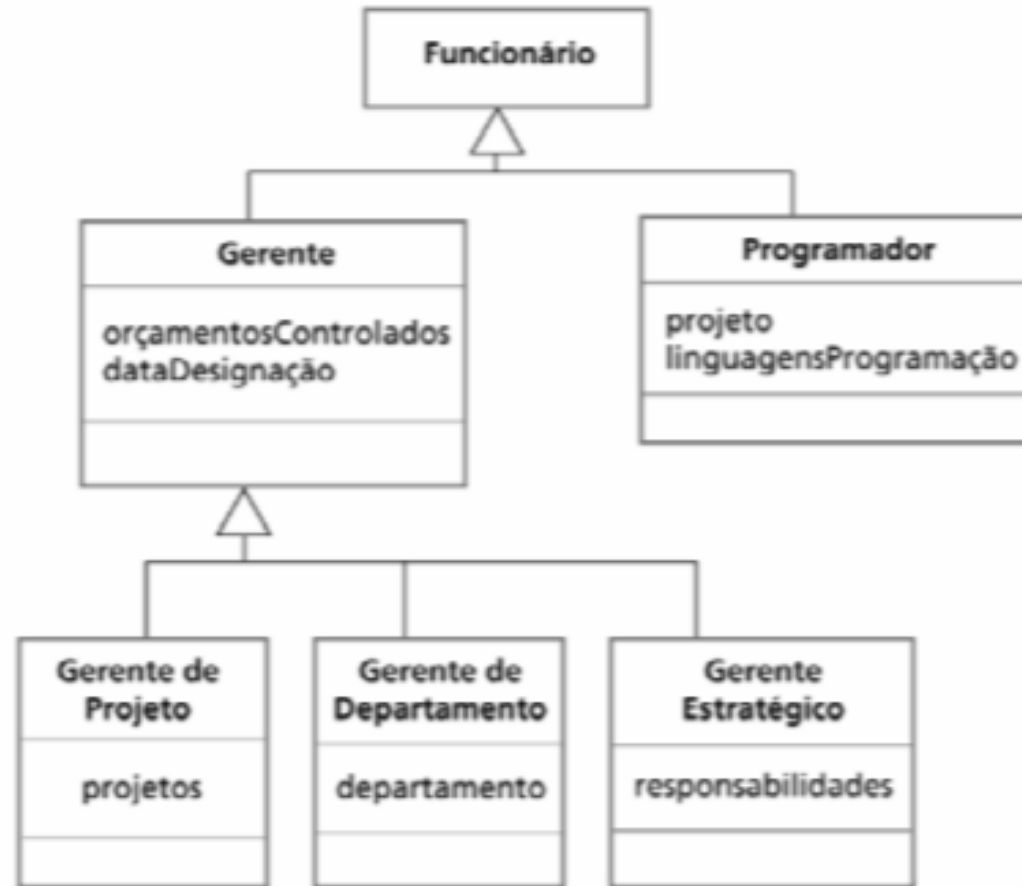 Funcionário
Gerente
orçamentosControlados
dataDesignação
Programador
projeto
linguagensProgramação
Gerente de
Projeto
projetos
Gerente de
Departamento
departamento
Gerente
Estratégico
responsabilidades